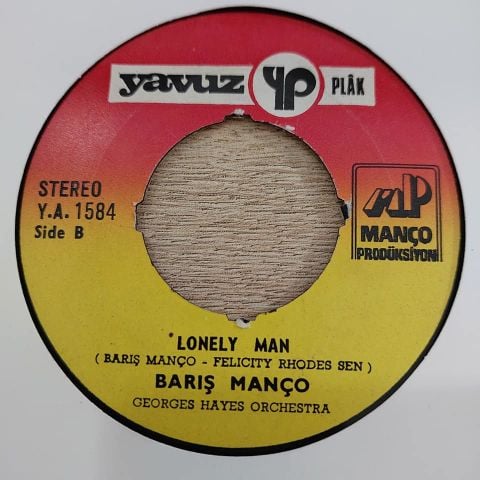 yavuz yp PLÂK
STEREO
Y.A. 1584
Side B
MANÇO
PRODÜKSİYON
LONELY MAN
( BARIŞ MANÇO - FELICITY RHODES SEN )
BARIŞ MANÇO
GEORGES HAYES ORCHESTRA